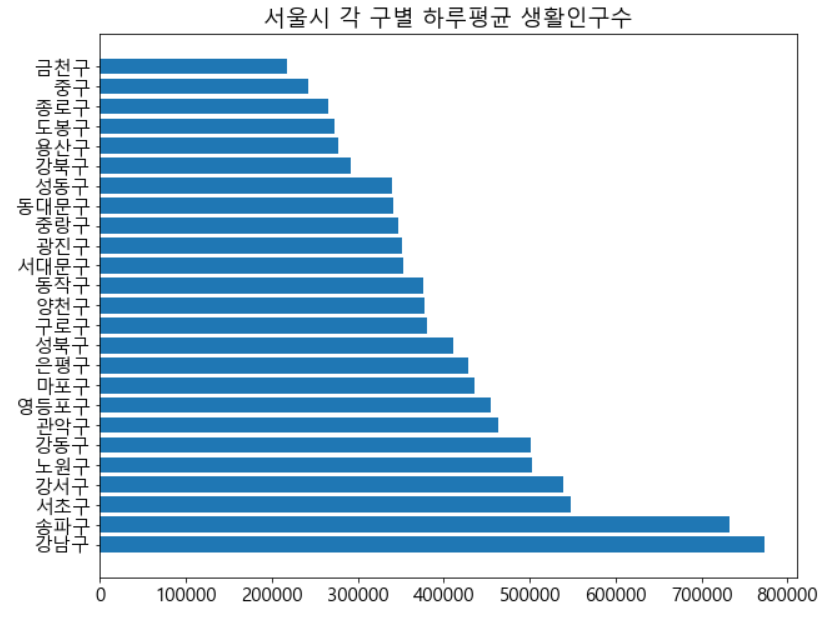 서울시 각 구별 하루평균 생활인구수
금천구
중구
종로구
도봉구
용산구
강북구
성동구
동대문구
중랑구
광진구
서대문구
동작구
양천구
구로구
성북구
은평구
마포구
영등포구
관악구
강동구
노원구
강서구
서초구
송파구
강남구
0 100000 200000 300000 400000 500000 600000 700000 800000